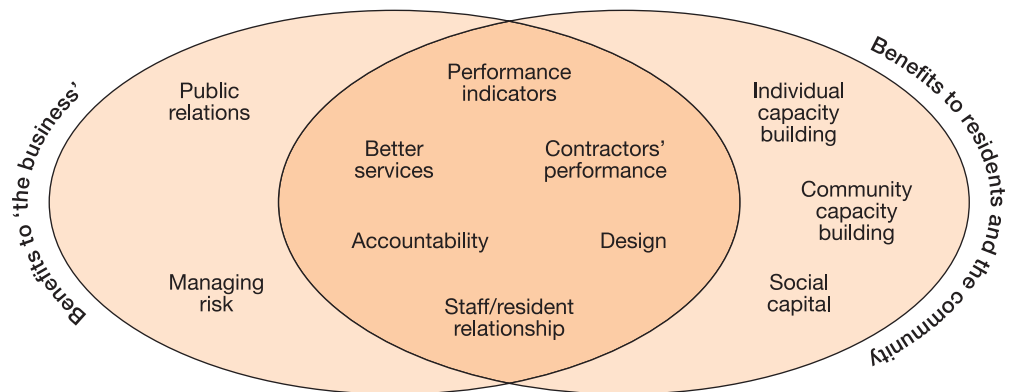 Benefits to ‘the business’
Public
relations
Managing
risk
Performance
indicators
Better
services
Contractors’
performance
Accountability
Design
Staff/resident
relationship
Individual
capacity
building
Community
capacity
building
Social
capital
Benefits to residents and the community